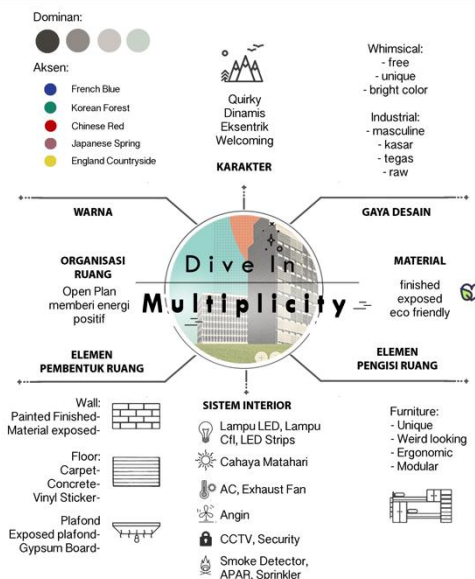 Dominan:
Aksen:
French Blue
Korean Forest
Chinese Red
Japanese Spring
England Countryside
WARNA
Quirky
Dinamis
Eksentrik
Welcoming
KARAKTER
Whimsical:
- free
- unique
- bright color
Industrial:
- masculine
- kasar
- tegas
- raw
GAYA DESAIN
ORGANISASI
RUANG
Open Plan
memberi energi
positif
Dive In
Multiplicity
MATERIAL
finished
exposed
eco friendly
ELEMEN
PEMBENTUK RUANG
Wall:
Painted Finished-
Material exposed-
Floor:
Carpet-
Concrete-
Vinyl Sticker-
Plafond
Exposed plafond-
Gypsum Board-
SISTEM INTERIOR
Lampu LED, Lampu
Cfl, LED Strips
Cahaya Matahari
AC, Exhaust Fan
Angin
CCTV, Security
Smoke Detector,
APAR, Sprinkler
ELEMEN
PENGISI RUANG
Furniture:
- Unique
- Weird looking
- Ergonomic
- Modular